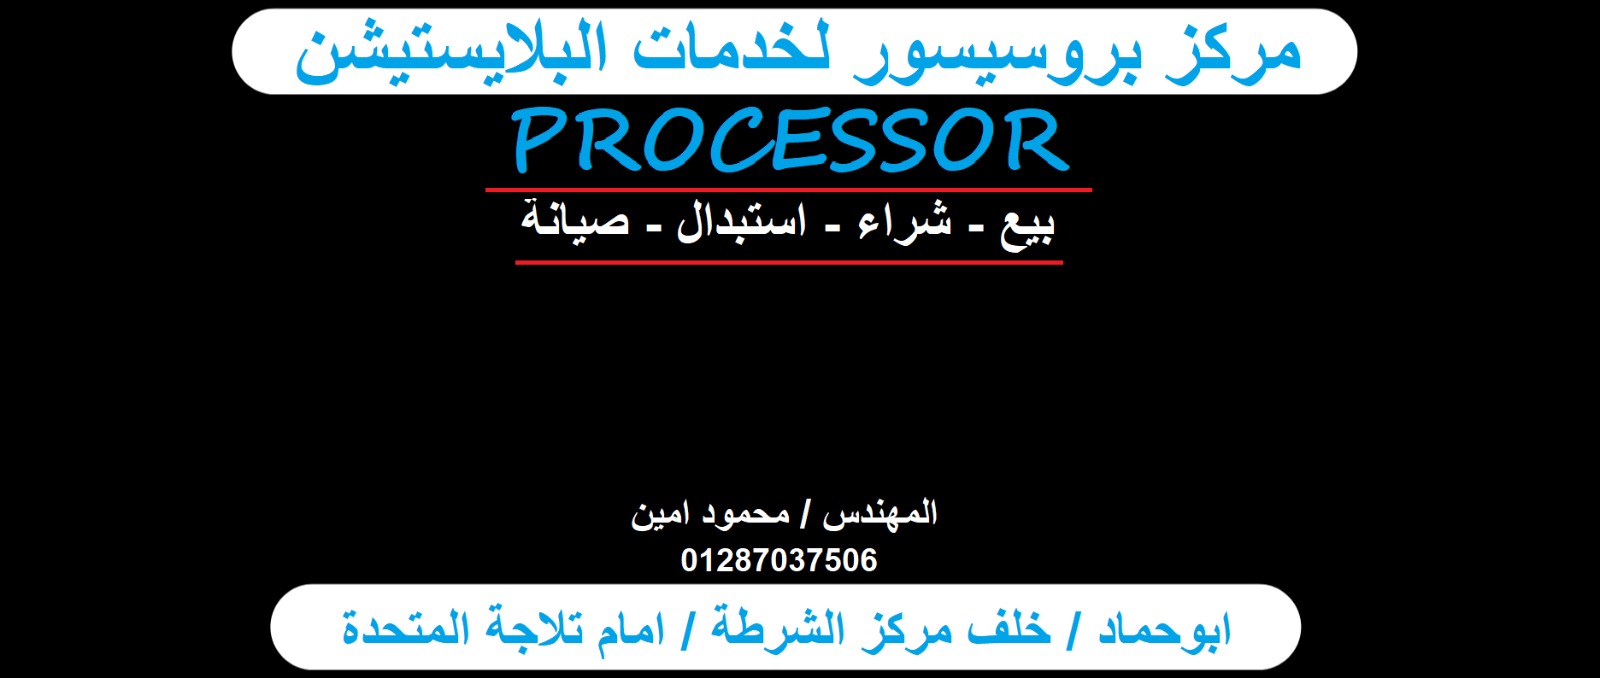 مركز بروسيسور لخدمات البلايستيشن
PROCESSOR
بيع - شراء - استبدال - صيانة
المهندس / محمود امين
01287037506
ابوحماد / خلف مركز الشرطة / امام تلاجة المتحدة